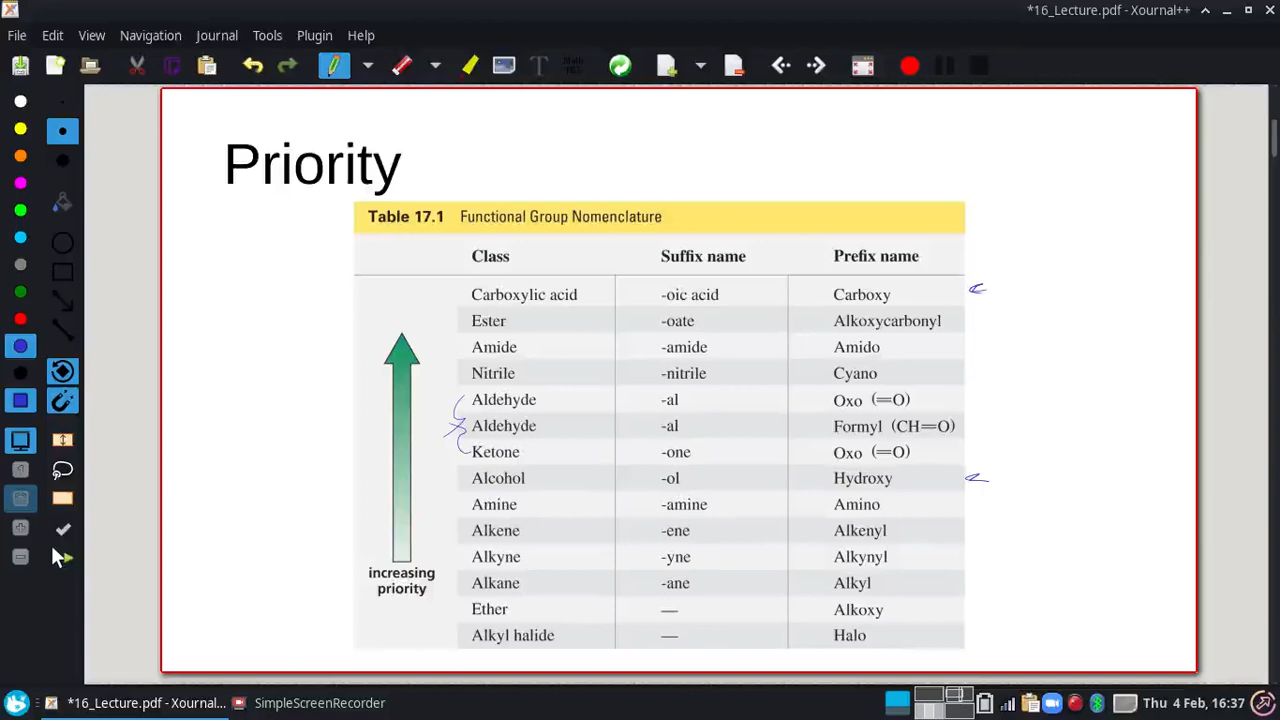 *16_Lecture.pdf - Xournal++
File Edit View Navigation Journal Tools Plugin Help
Priority
Table 17.1 Functional Group Nomenclature
Class Suffix name Prefix name
Carboxylic acid -oic acid Carboxy
Ester -oate Alkoxycarbonyl
Amide -amide Amido
Nitrile -nitrile Cyano
Aldehyde -al Oxo (=O)
Aldehyde -al Formyl (CH=O)
Ketone -one Oxo (=O)
Alcohol -ol Hydroxy
Amine -amine Amino
Alkene -ene Alkenyl
Alkyne -yne Alkynyl
Alkane -ane Alkyl
Ether — Alkoxy
Alkyl halide — Halo
increasing
priority
*16_Lecture.pdf - Xournal... SimpleScreenRecorder Thu 4 Feb, 16:37